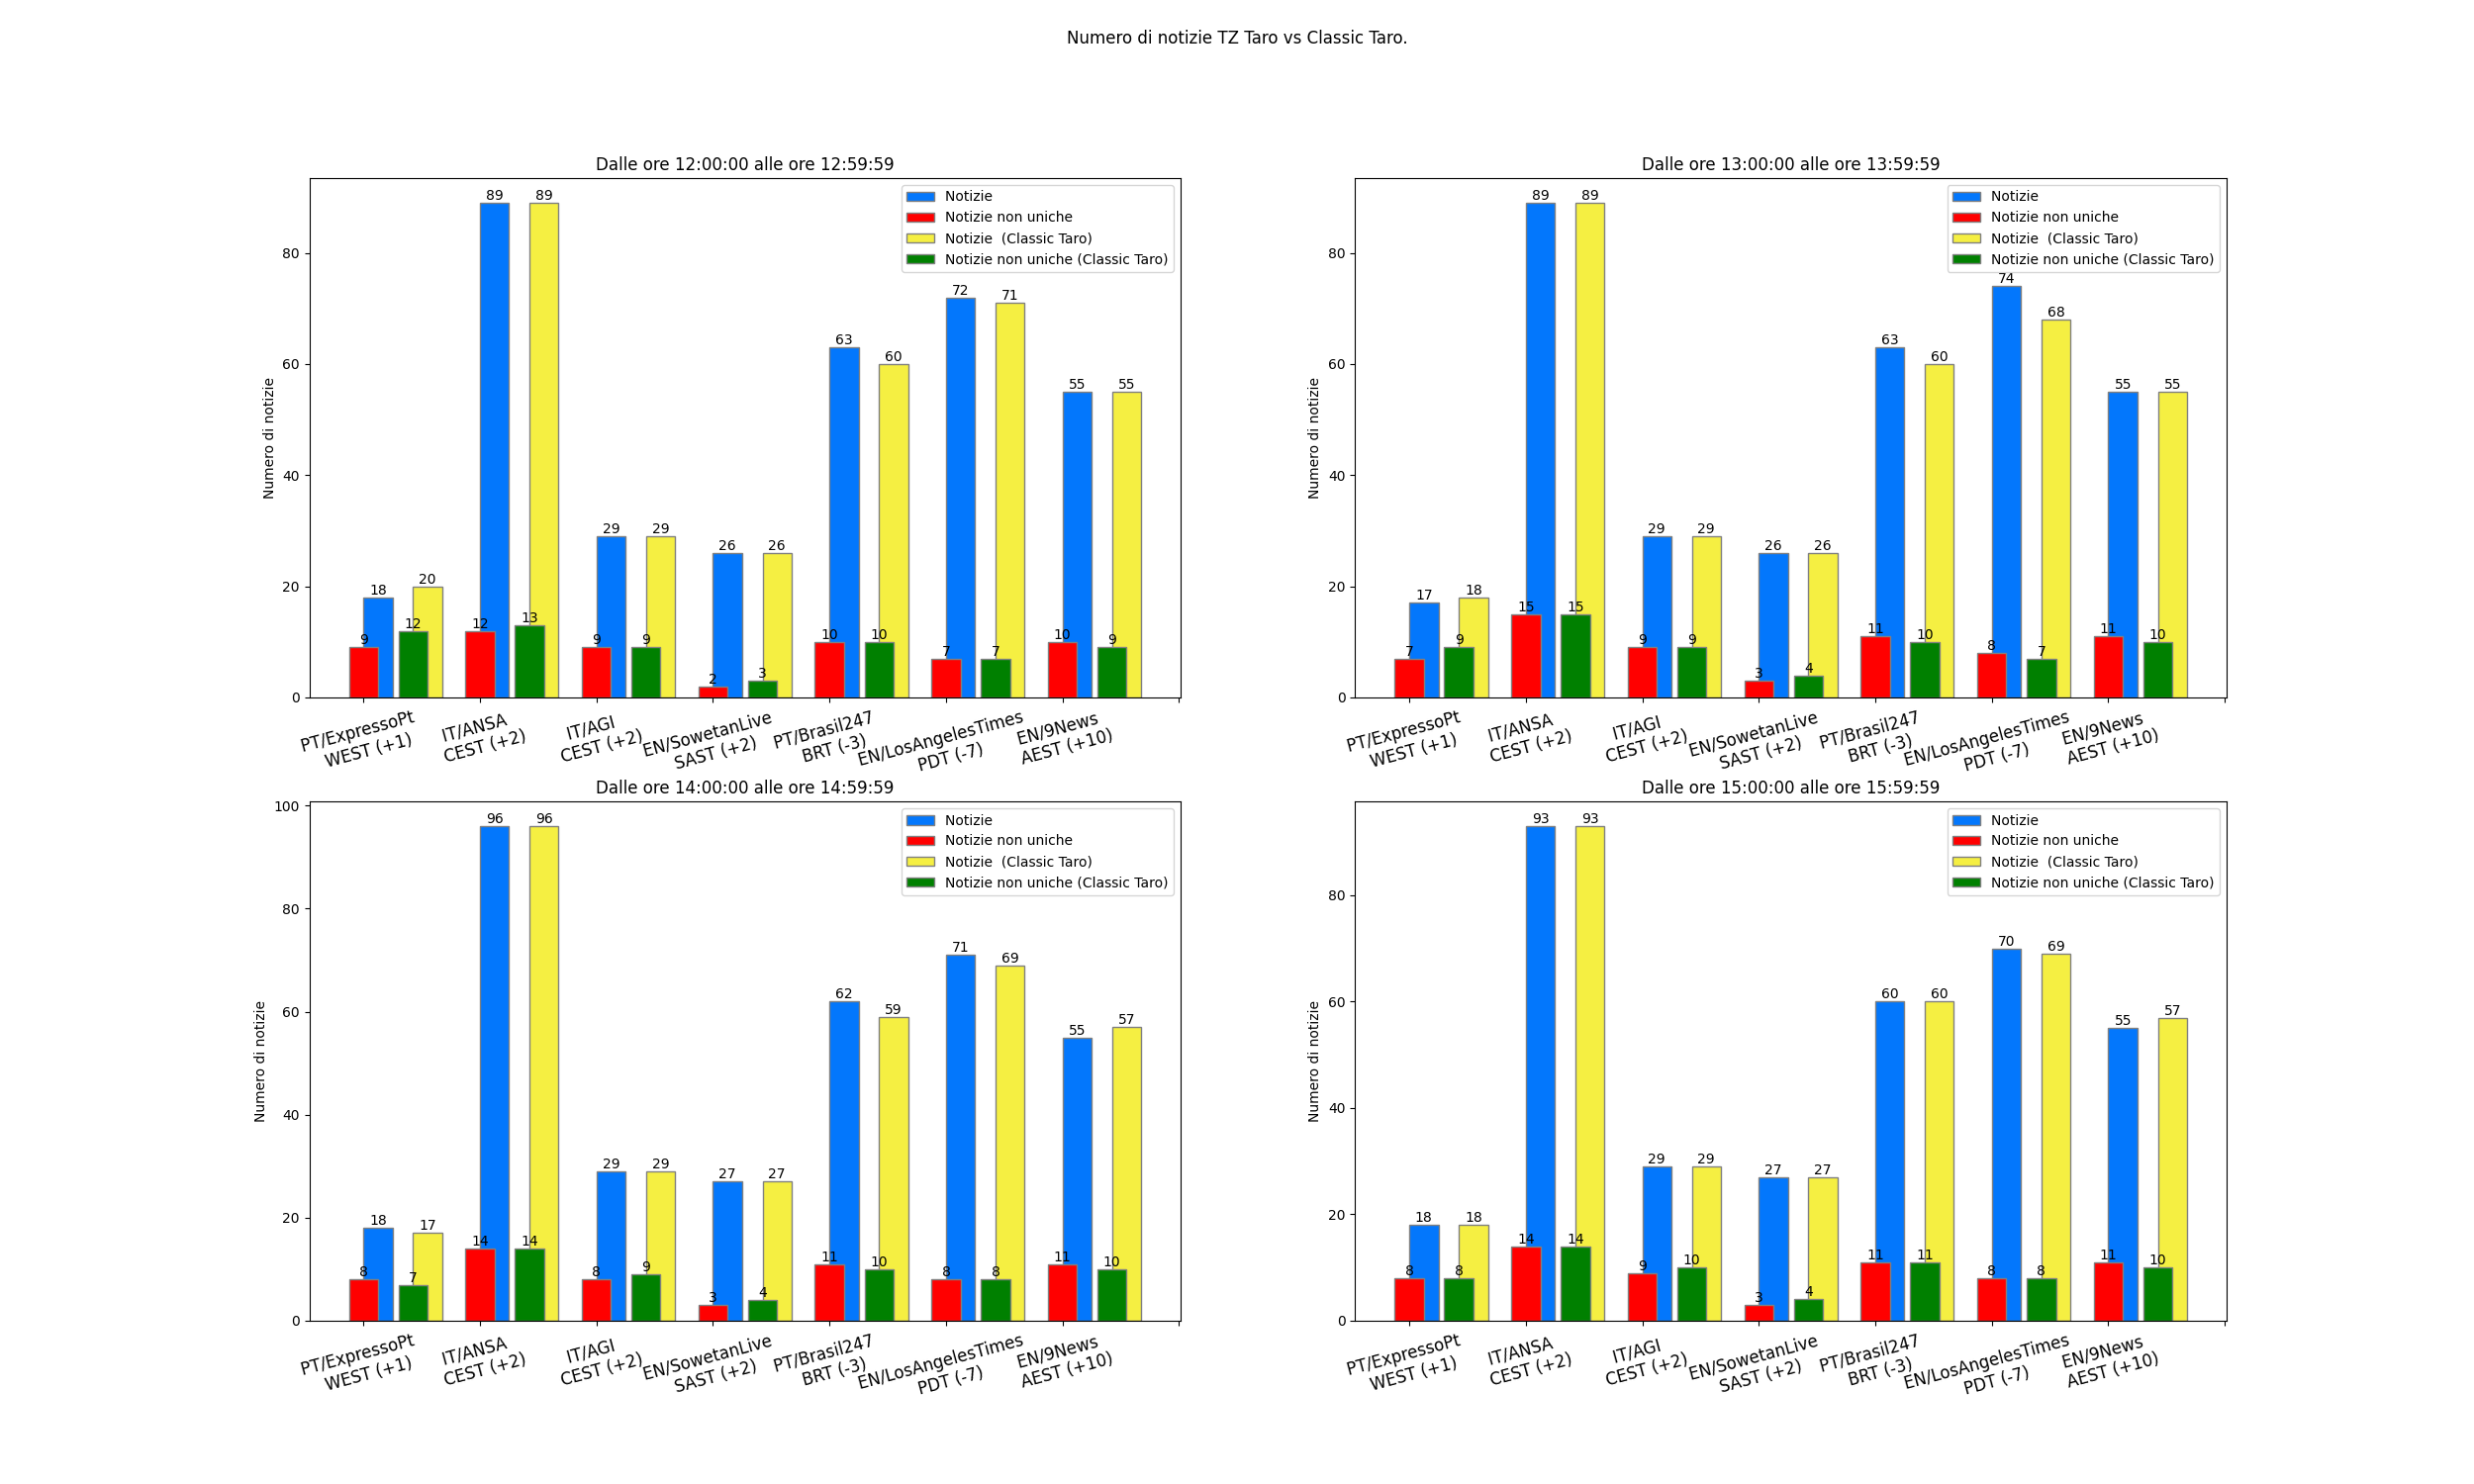 Numero di notizie TZ Taro vs Classic Taro.
Dalle ore 12:00:00 alle ore 12:59:59
Numero di notizie
80
60
40
20
0
Notizie
Notizie non uniche
Notizie  (Classic Taro)
Notizie non uniche (Classic Taro)
18 9 20 12
89 12 89 13
29 9 29 9
26 2 26 3
63 10 60 10
72 7 71 7
55 10 55 9
PT/ExpressoPt
WEST (+1)
IT/ANSA
CEST (+2)
IT/AGI
CEST (+2)
EN/SowetanLive
SAST (+2)
PT/Brasil247
BRT (-3)
EN/LosAngelesTimes
PDT (-7)
EN/9News
AEST (+10)
Dalle ore 13:00:00 alle ore 13:59:59
Numero di notizie
80
60
40
20
0
Notizie
Notizie non uniche
Notizie  (Classic Taro)
Notizie non uniche (Classic Taro)
17 7 18 9
89 15 89 15
29 9 29 9
26 3 26 4
63 11 60 10
74 8 68 7
55 11 55 10
PT/ExpressoPt
WEST (+1)
IT/ANSA
CEST (+2)
IT/AGI
CEST (+2)
EN/SowetanLive
SAST (+2)
PT/Brasil247
BRT (-3)
EN/LosAngelesTimes
PDT (-7)
EN/9News
AEST (+10)
Dalle ore 14:00:00 alle ore 14:59:59
Numero di notizie
100
80
60
40
20
0
Notizie
Notizie non uniche
Notizie  (Classic Taro)
Notizie non uniche (Classic Taro)
18 8 17 7
96 14 96 14
29 8 29 9
27 3 27 4
62 11 59 10
71 8 69 8
55 11 57 10
PT/ExpressoPt
WEST (+1)
IT/ANSA
CEST (+2)
IT/AGI
CEST (+2)
EN/SowetanLive
SAST (+2)
PT/Brasil247
BRT (-3)
EN/LosAngelesTimes
PDT (-7)
EN/9News
AEST (+10)
Dalle ore 15:00:00 alle ore 15:59:59
Numero di notizie
80
60
40
20
0
Notizie
Notizie non uniche
Notizie  (Classic Taro)
Notizie non uniche (Classic Taro)
18 8 18 8
93 14 93 14
29 9 29 10
27 3 27 4
60 11 60 11
70 8 69 8
55 11 57 10
PT/ExpressoPt
WEST (+1)
IT/ANSA
CEST (+2)
IT/AGI
CEST (+2)
EN/SowetanLive
SAST (+2)
PT/Brasil247
BRT (-3)
EN/LosAngelesTimes
PDT (-7)
EN/9News
AEST (+10)